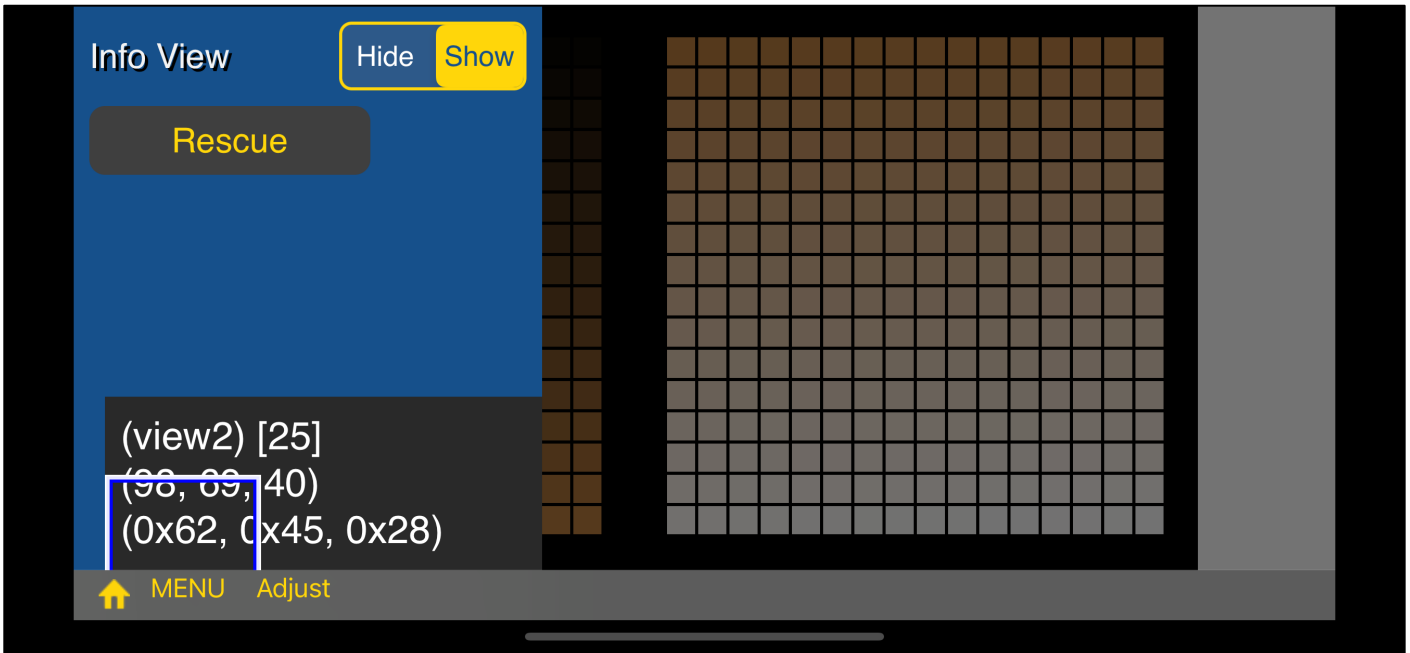 Info View
Hide Show
Rescue
(view2) [25]
(98, 69, 40)
(0x62, 0x45, 0x28)
MENU Adjust